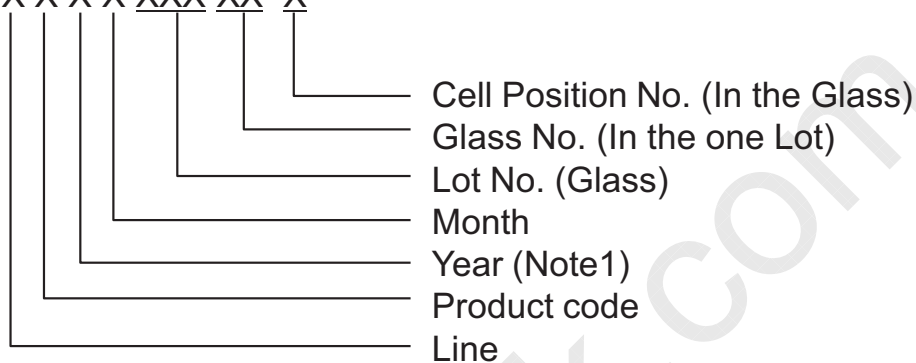 X X X X XXX XX X
Cell Position No. (In the Glass)
Glass No. (In the one Lot)
Lot No. (Glass)
Month
Year (Note1)
Product code
Line
com